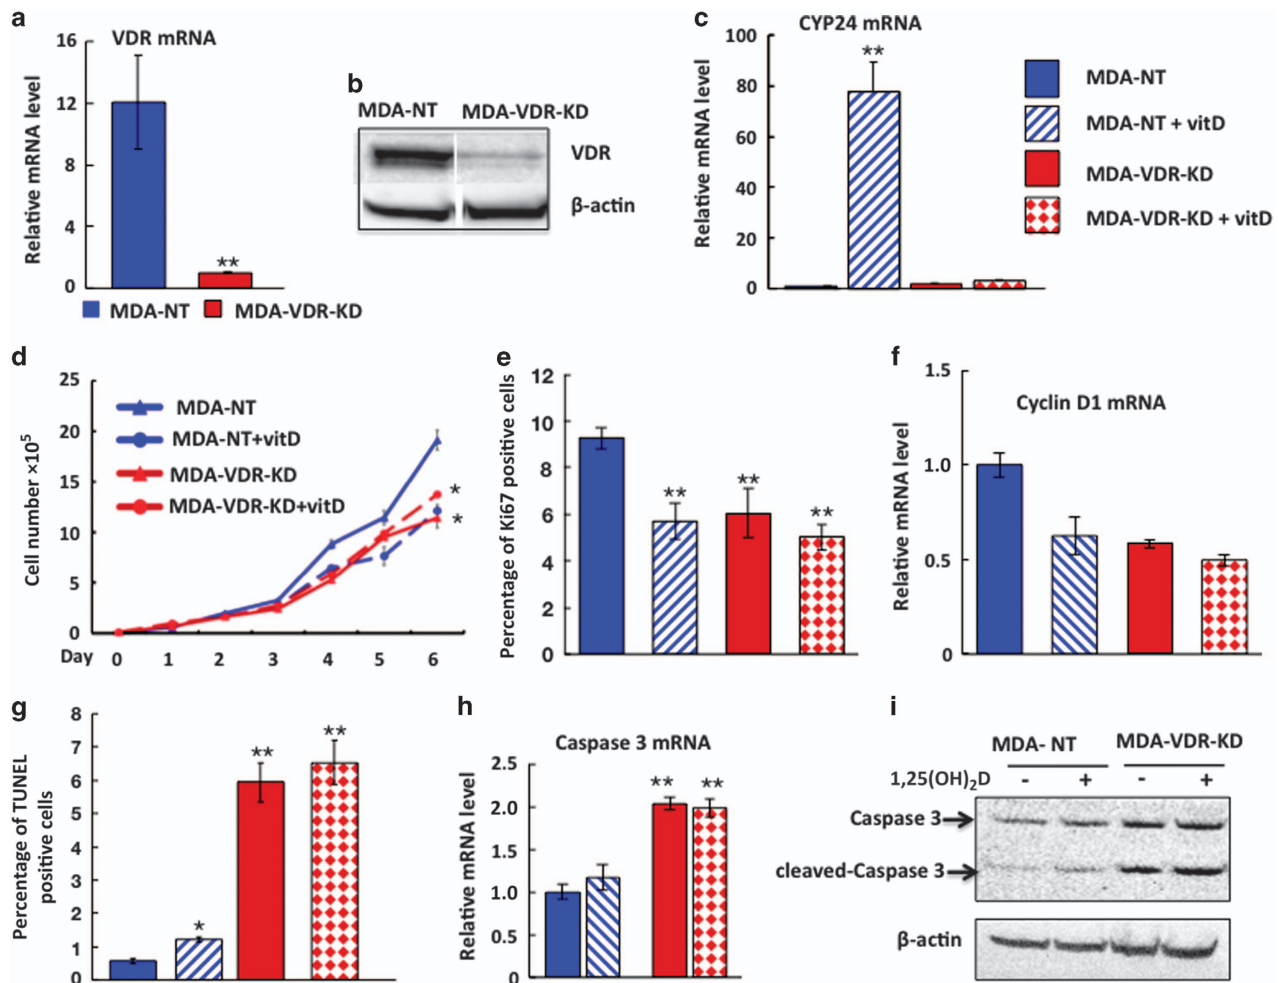 a
VDR mRNA
Relative mRNA level
16
12
8
4
0
**
MDA-NT MDA-VDR-KD
b
MDA-NT MDA-VDR-KD
VDR
β-actin
c
CYP24 mRNA
Relative mRNA level
100
80
60
40
20
0
**
MDA-NT
MDA-NT + vitD
MDA-VDR-KD
MDA-VDR-KD + vitD
d
Cell number ×10⁵
25
20
15
10
5
0
MDA-NT
MDA-NT+vitD
MDA-VDR-KD
MDA-VDR-KD+vitD
*
*
Day 0 1 2 3 4 5 6
e
Percentage of Ki67 positive cells
12
10
8
6
4
2
0
** ** **
f
Cyclin D1 mRNA
Relative mRNA level
1.5
1.0
0.5
0
g
Percentage of TUNEL
positive cells
8
7
6
5
4
3
2
1
0
* ** **
h
Caspase 3 mRNA
Relative mRNA level
2.5
2.0
1.5
1.0
0.5
0
** **
i
MDA- NT MDA-VDR-KD
1,25(OH)₂D - + - +
Caspase 3
cleaved-Caspase 3
β-actin